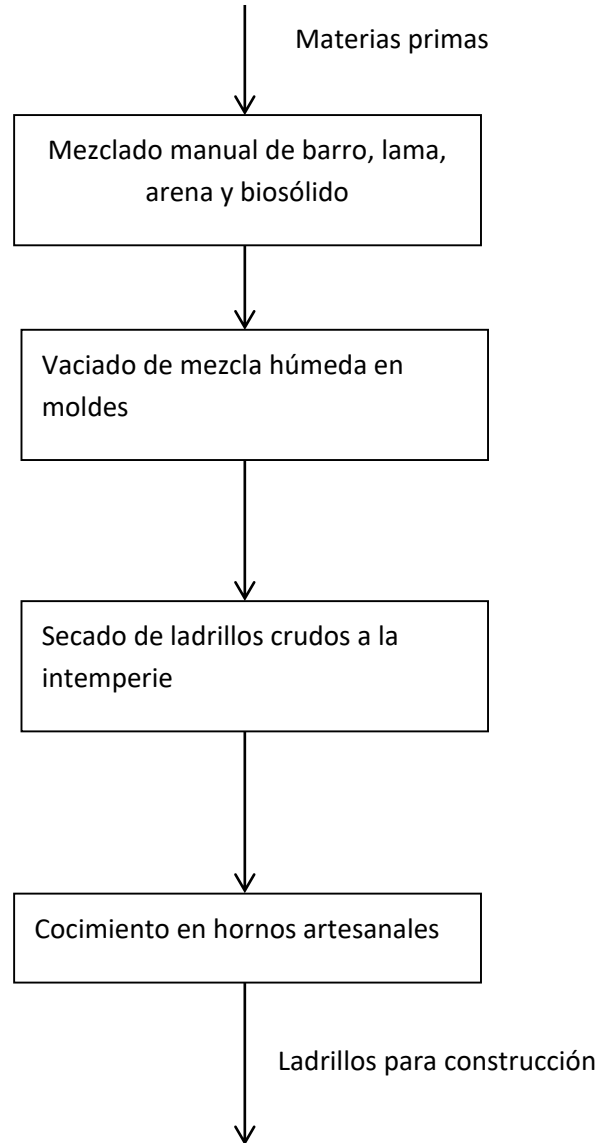 Materias primas
Mezclado manual de barro, lama,
arena y biosólido
Vaciado de mezcla húmeda en
moldes
Secado de ladrillos crudos a la
intemperie
Cocimiento en hornos artesanales
Ladrillos para construcción